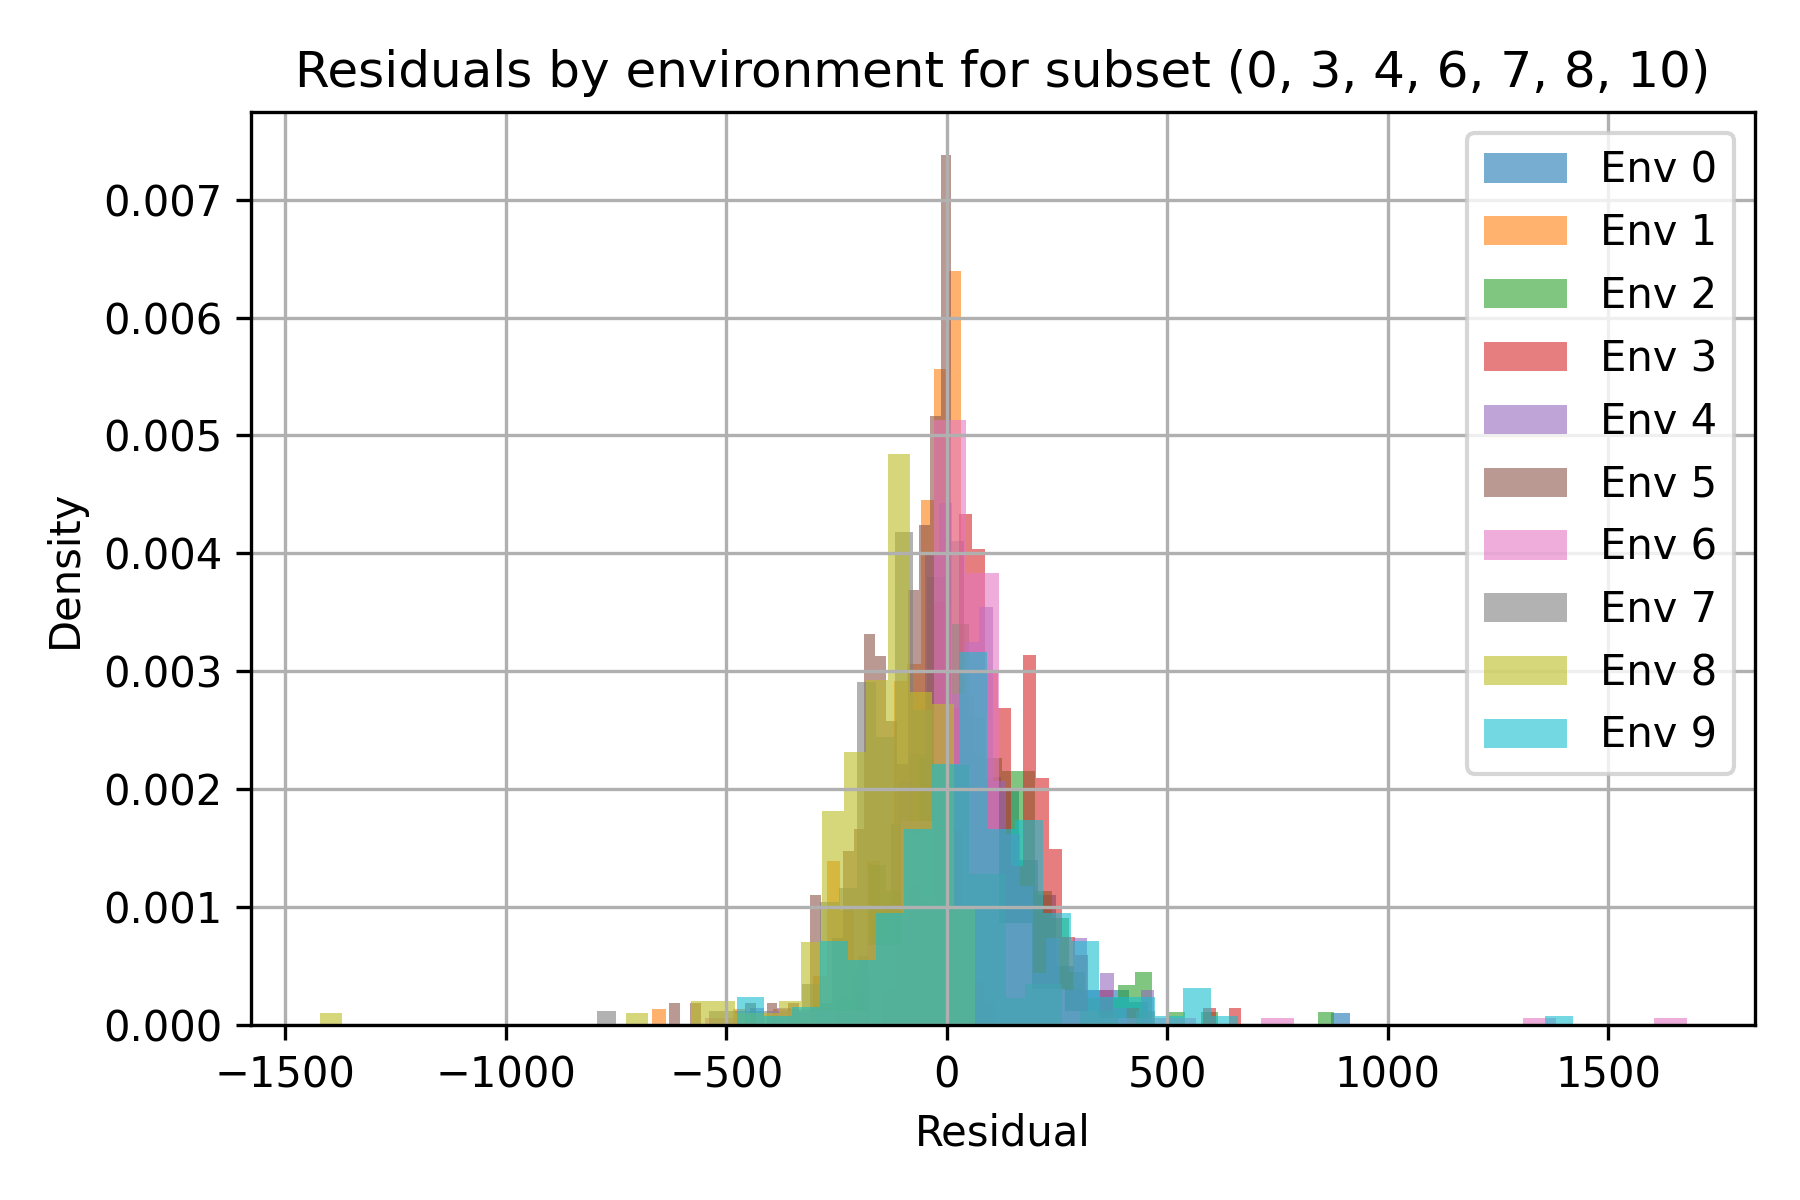 Residuals by environment for subset (0, 3, 4, 6, 7, 8, 10)
0.007
0.006
0.005
0.004
0.003
0.002
0.001
0.000
Density
−1500
−1000
−500
0
500
1000
1500
Residual
Env 0
Env 1
Env 2
Env 3
Env 4
Env 5
Env 6
Env 7
Env 8
Env 9